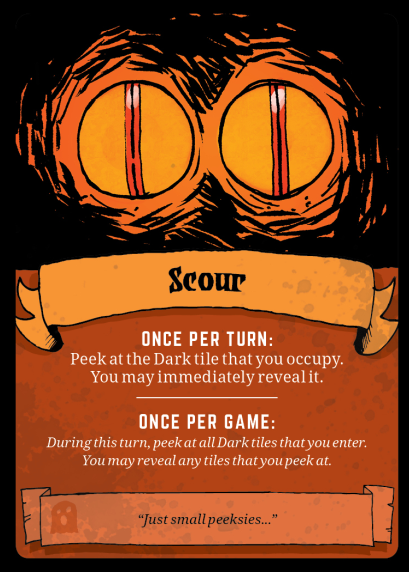 Scour
ONCE PER TURN:
Peek at the Dark tile that you occupy.
You may immediately reveal it.
ONCE PER GAME:
During this turn, peek at all Dark tiles that you enter.
You may reveal any tiles that you peek at.
“Just small peeksies...”